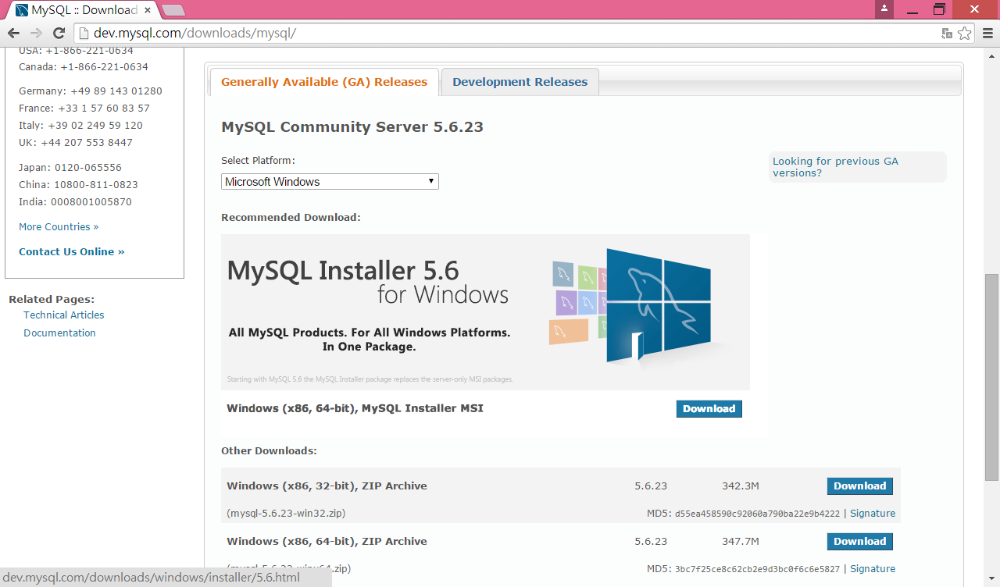 MySQL :: Download
dev.mysql.com/downloads/mysql/
USA: +1-866-221-0634
Canada: +1-866-221-0634
Germany: +49 89 143 01280
France: +33 1 57 60 83 57
Italy: +39 02 249 59 120
UK: +44 207 553 8447
Japan: 0120-065556
China: 10800-811-0823
India: 0008001005870
More Countries »
Contact Us Online »
Related Pages:
Technical Articles
Documentation
Generally Available (GA) Releases
Development Releases
MySQL Community Server 5.6.23
Select Platform:
Microsoft Windows
Looking for previous GA
versions?
Recommended Download:
MySQL Installer 5.6
for Windows
All MySQL Products. For All Windows Platforms.
In One Package.
Starting with MySQL 5.6 the MySQL Installer package replaces the server-only MSI packages.
Windows (x86, 64-bit), MySQL Installer MSI
Download
Other Downloads:
Windows (x86, 32-bit), ZIP Archive 5.6.23 342.3M Download
(mysql-5.6.23-win32.zip) MD5: d55ea458590c92060a790ba22e9b4222 | Signature
Windows (x86, 64-bit), ZIP Archive 5.6.23 347.7M Download
(mysql-5.6.23-winx64.zip) MD5: 3bc7f25ce8c62cb2e9d3bc0f6c6e5827 | Signature
dev.mysql.com/downloads/windows/installer/5.6.html